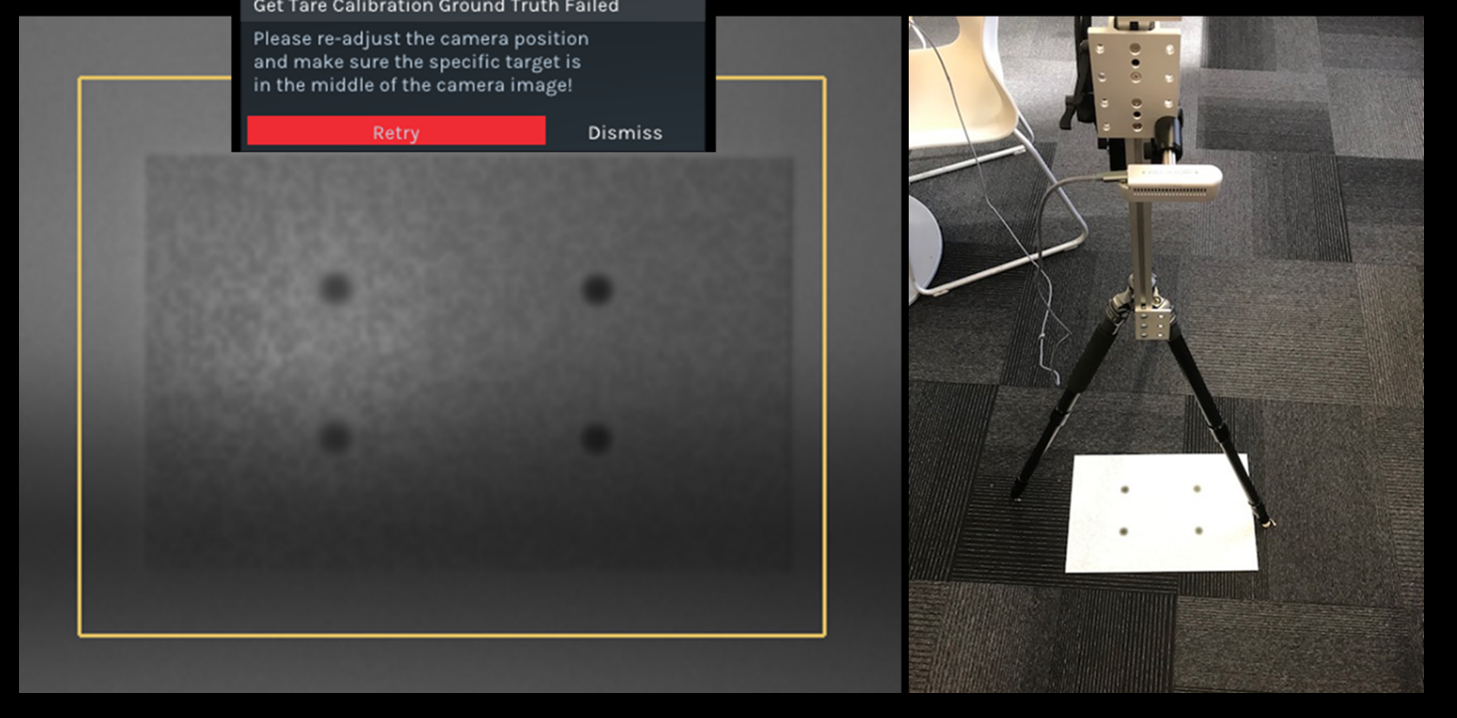 Get Tare Calibration Ground Truth Failed
Please re-adjust the camera position
and make sure the specific target is
in the middle of the camera image!
Retry
Dismiss